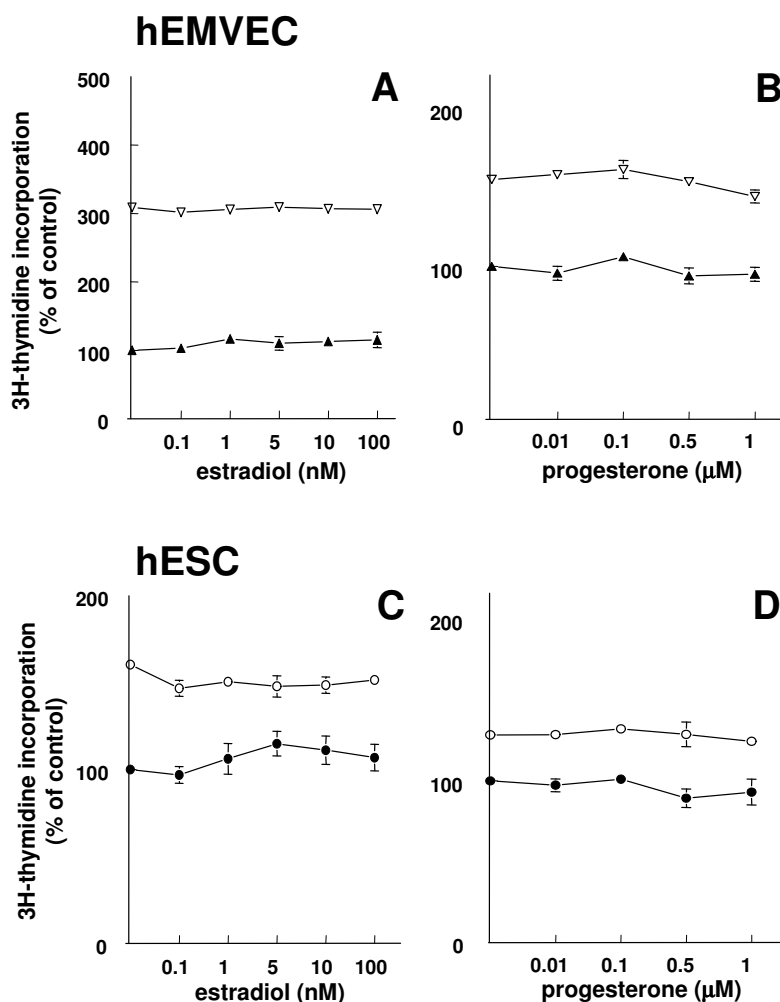 hEMVEC
A
500
400
300
200
100
0
3H-thymidine incorporation
(% of control)
0.1 1 5 10 100
estradiol (nM)
B
200
100
0
0.01 0.1 0.5 1
progesterone (µM)
hESC
C
200
100
0
3H-thymidine incorporation
(% of control)
0.1 1 5 10 100
estradiol (nM)
D
200
100
0
0.01 0.1 0.5 1
progesterone (µM)